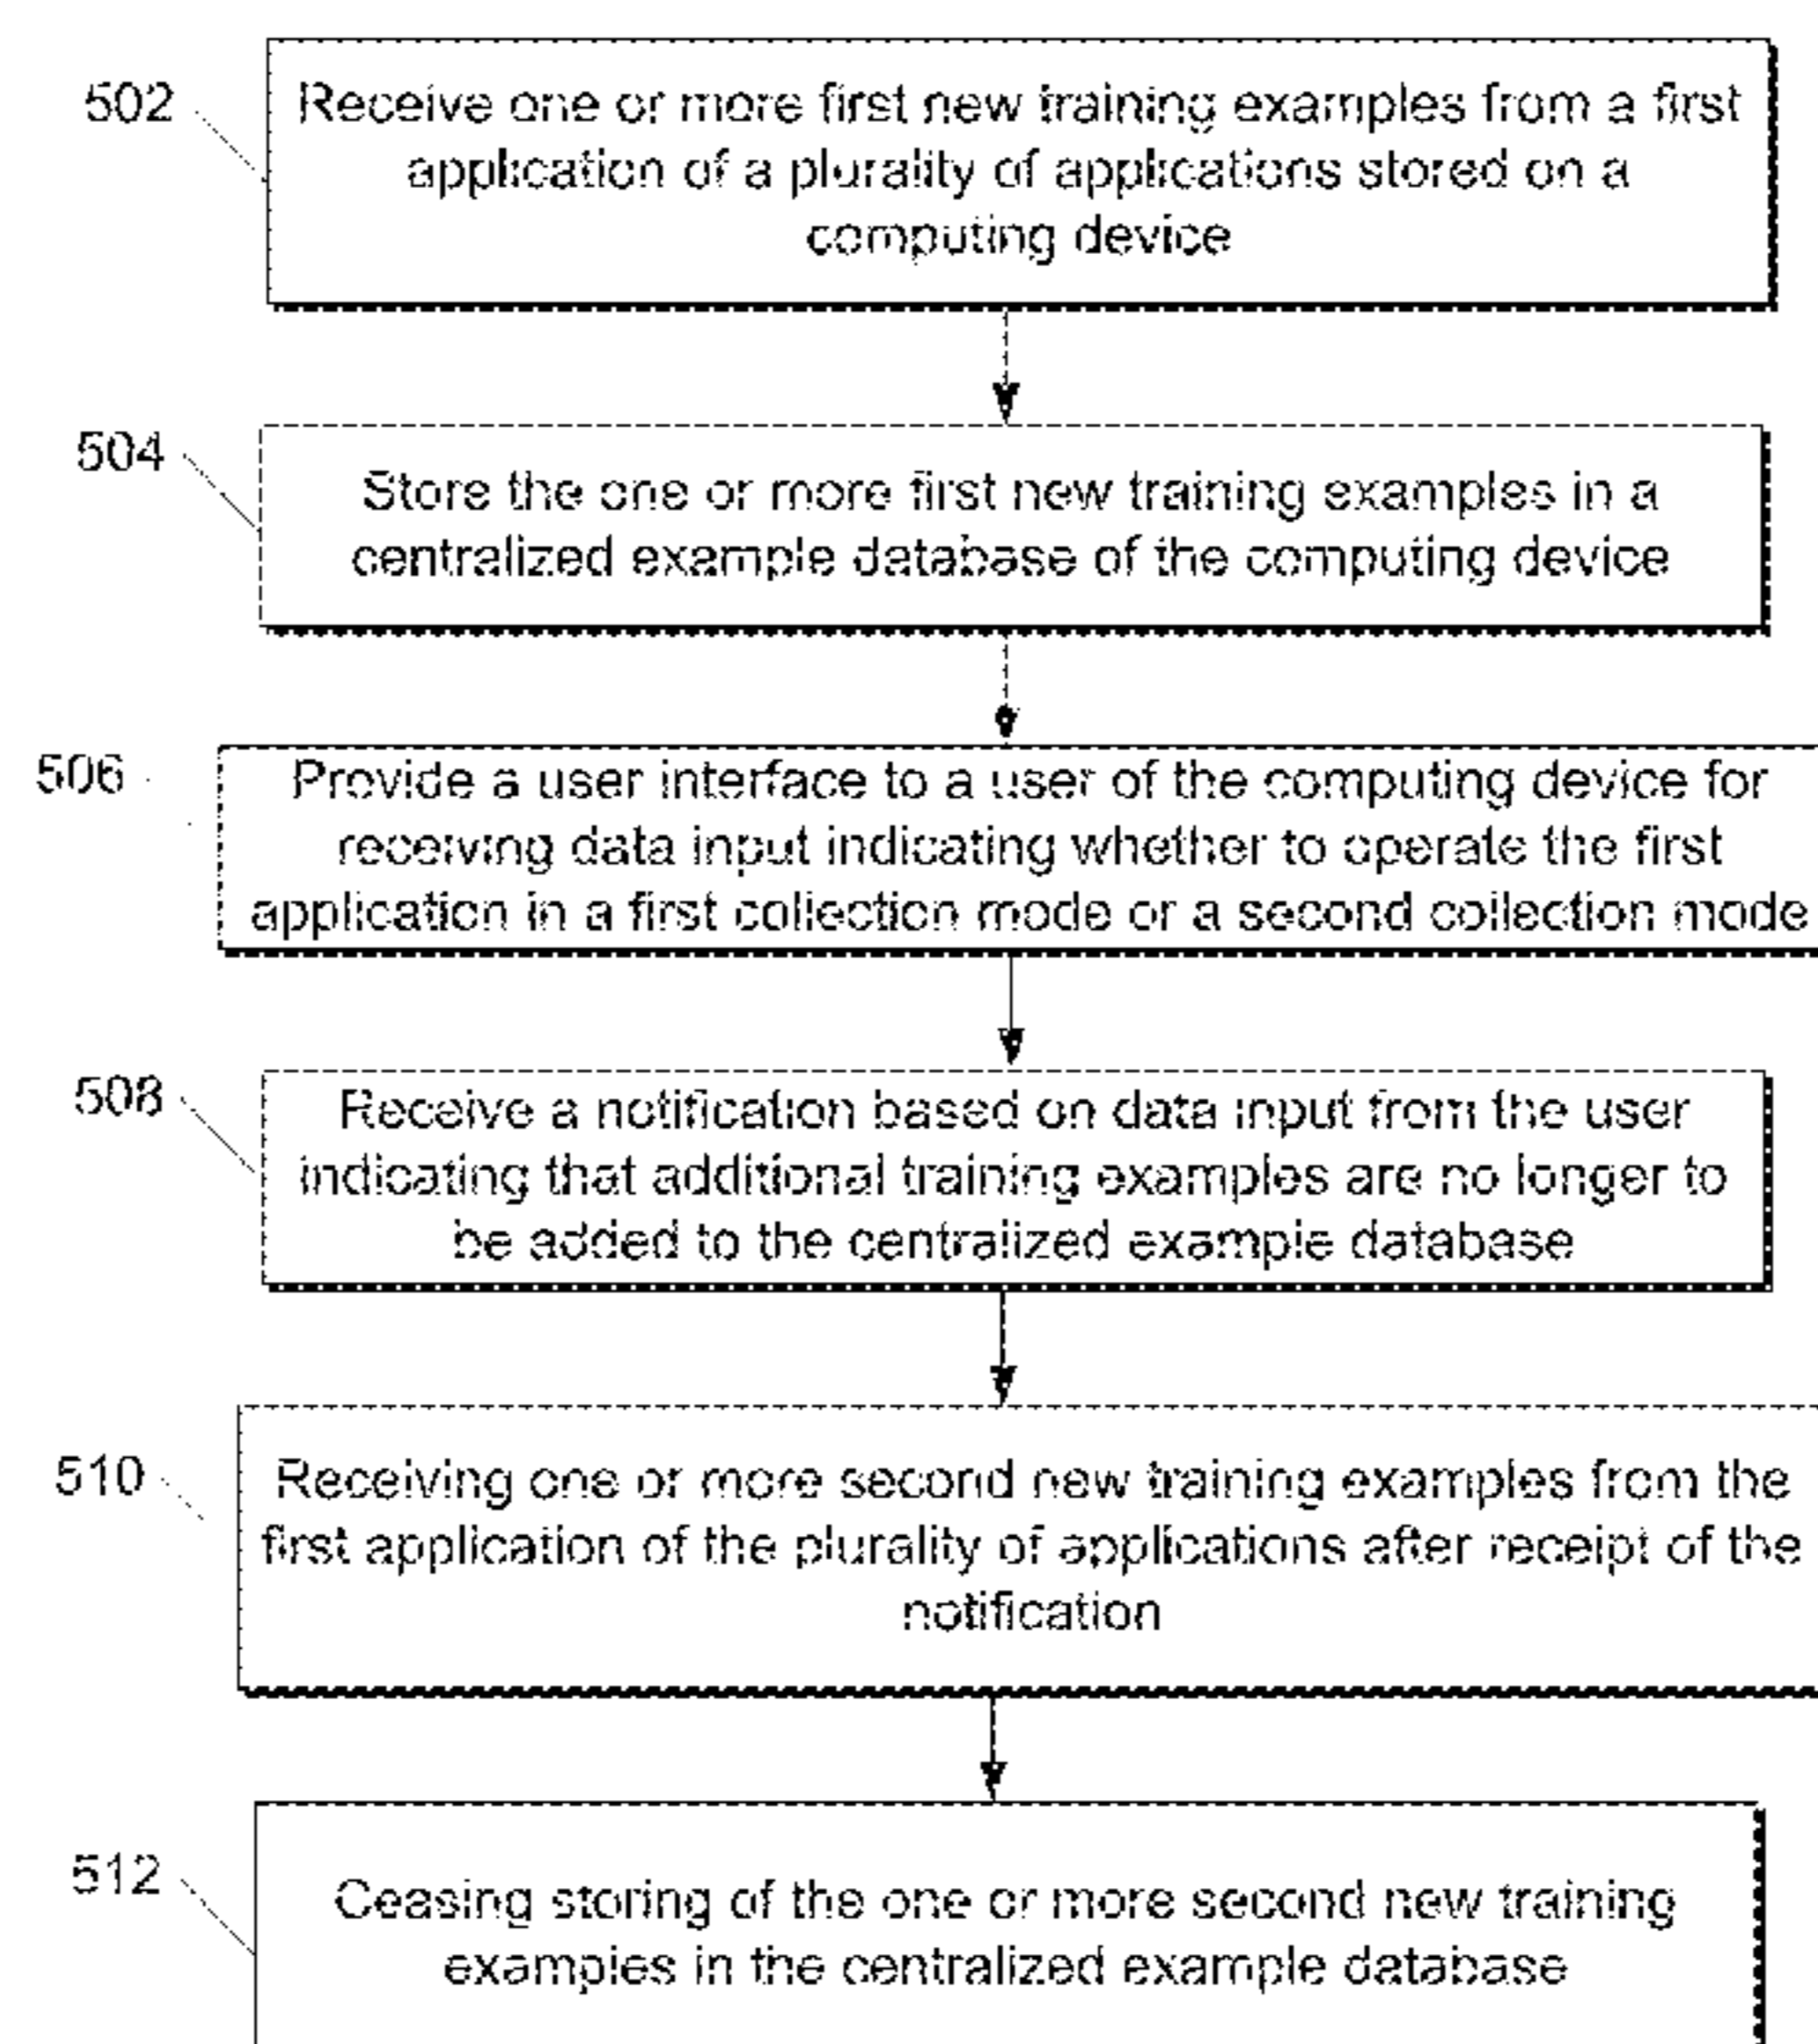 502
Receive one or more first new training examples from a first
application of a plurality of applications stored on a
computing device
504
Store the one or more first new training examples in a
centralized example database of the computing device
506
Provide a user interface to a user of the computing device for
receiving data input indicating whether to operate the first
application in a first collection mode or a second collection mode
508
Receive a notification based on data input from the user
indicating that additional training examples are no longer to
be added to the centralized example database
510
Receiving one or more second new training examples from the
first application of the plurality of applications after receipt of the
notification
512
Ceasing storing of the one or more second new training
examples in the centralized example database